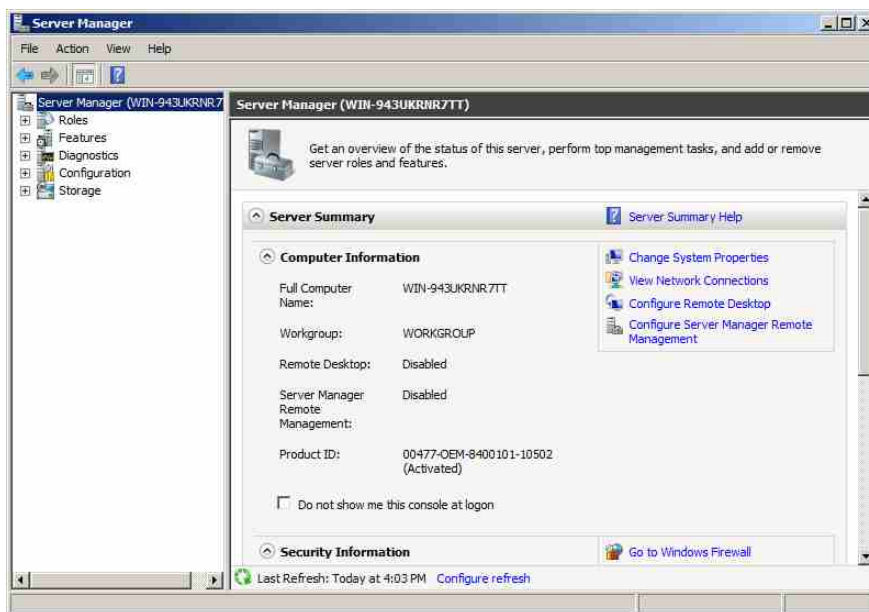 Server Manager
File Action View Help
Server Manager (WIN-943UKRNR7
Roles
Features
Diagnostics
Configuration
Storage
Server Manager (WIN-943UKRNR7TT)
Get an overview of the status of this server, perform top management tasks, and add or remove
server roles and features.
Server Summary
Server Summary Help
Computer Information
Full Computer
Name:
WIN-943UKRNR7TT
Workgroup:
WORKGROUP
Remote Desktop:
Disabled
Server Manager
Remote
Management:
Disabled
Product ID:
00477-OEM-8400101-10502
(Activated)
Do not show me this console at logon
Change System Properties
View Network Connections
Configure Remote Desktop
Configure Server Manager Remote
Management
Security Information
Go to Windows Firewall
Last Refresh: Today at 4:03 PM Configure refresh